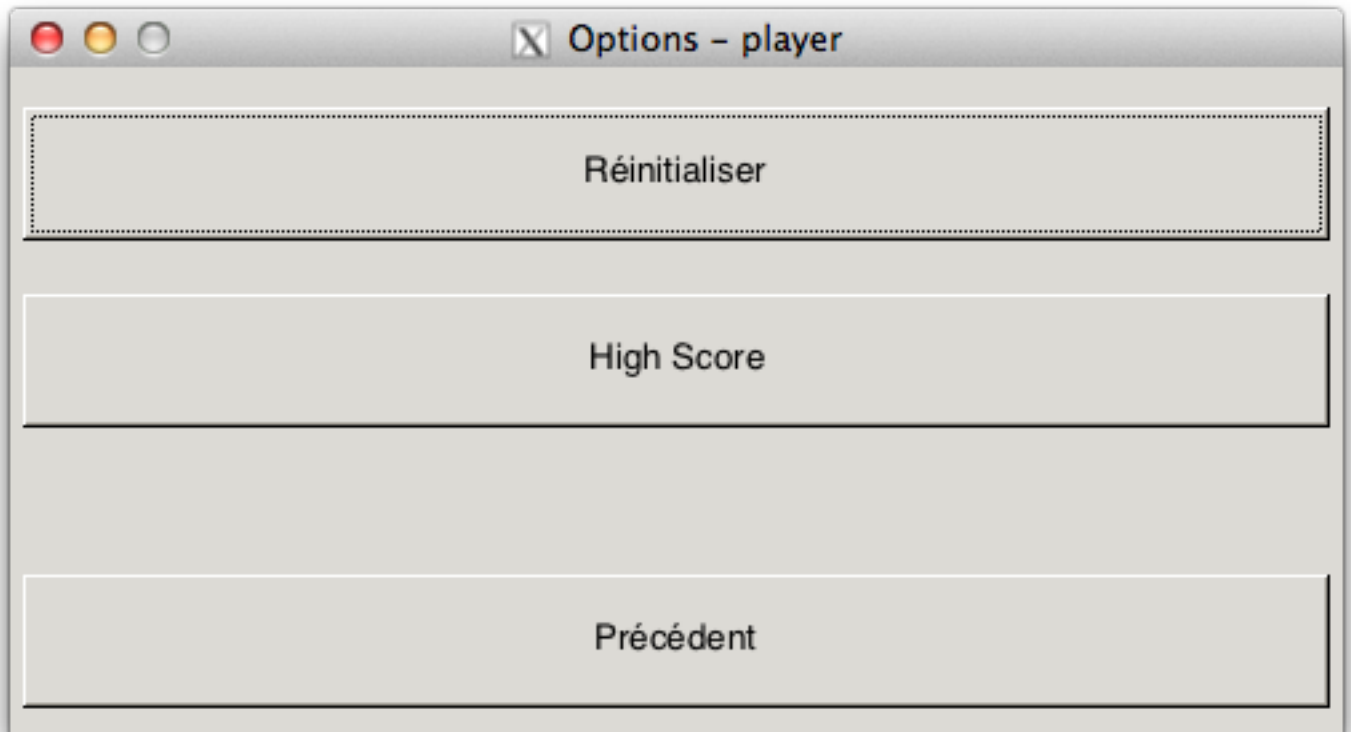 Options – player
Réinitialiser
High Score
Précédent